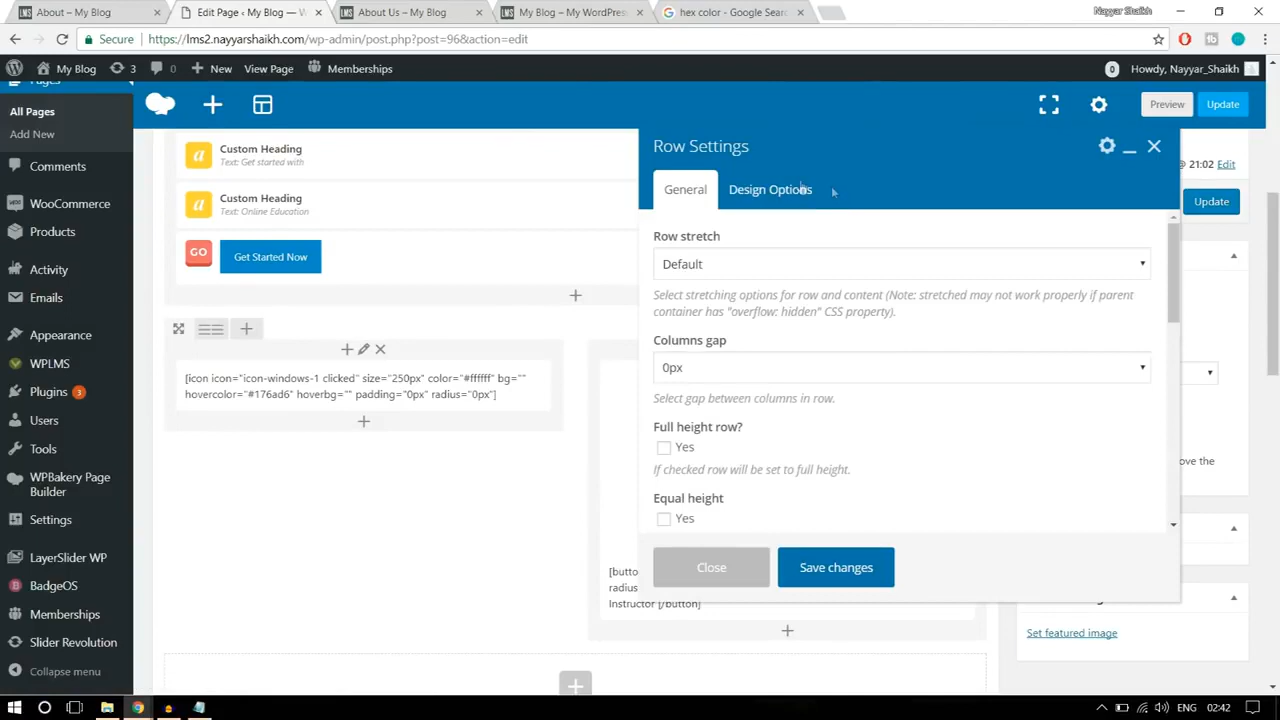 About – My Blog
Edit Page ‹ My Blog — W
About Us – My Blog
My Blog – My WordPress
hex color - Google Sear
Nayyar Shaikh
Secure
https://lms2.nayyarshaikh.com/wp-admin/post.php?post=96&action=edit
My Blog
3
0
New
View Page
Memberships
0
Howdy, Nayyar_Shaikh
Pages
All Pages
Add New
Comments
WooCommerce
Products
Activity
Emails
Appearance
WPLMS
Plugins 3
Users
Tools
WPBakery Page
Builder
Settings
LayerSlider WP
BadgeOS
Memberships
Slider Revolution
Collapse menu
Preview
Update
Custom Heading
Text: Get started with
Custom Heading
Text: Online Education
GO
Get Started Now
[icon icon="icon-windows-1 clicked" size="250px" color="#ffffff" bg=""
hovercolor="#176ad6" hoverbg="" padding="0px" radius="0px"]
[butto
radius
Instructor [/button]
Row Settings
General
Design Options
Row stretch
Default
Select stretching options for row and content (Note: stretched may not work properly if parent
container has "overflow: hidden" CSS property).
Columns gap
0px
Select gap between columns in row.
Full height row?
Yes
If checked row will be set to full height.
Equal height
Yes
Close
Save changes
@ 21:02 Edit
Update
ove the
Set featured image
ENG
02:42